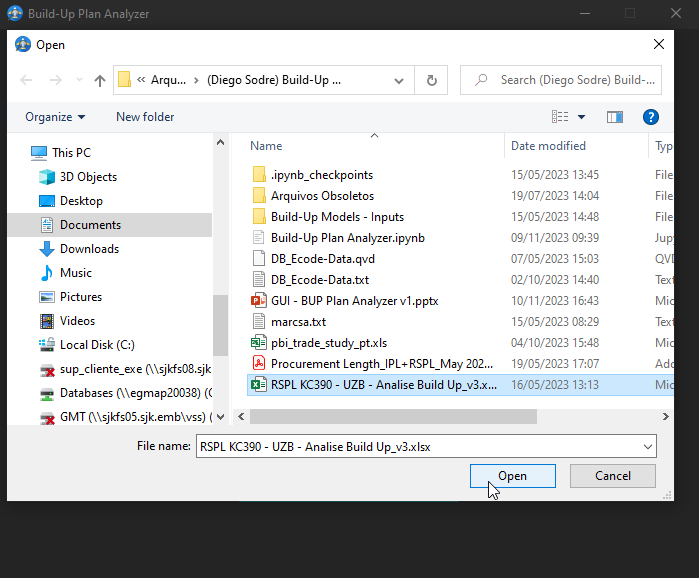 Build-Up Plan Analyzer
Open
« Arqu... › (Diego Sodre) Build-Up ...
Search (Diego Sodre) Build-...
Organize
New folder
This PC
3D Objects
Desktop
Documents
Downloads
Music
Pictures
Videos
Local Disk (C:)
sup_cliente_exe (\\sjkfs08.sjk
Databases (\\egmap20038) (
GMT (\\sjkfs05.sjk.emb\vss) (
Name Date modified Typ
.ipynb_checkpoints 15/05/2023 13:45 File
Arquivos Obsoletos 19/07/2023 14:04 File
Build-Up Models - Inputs 15/05/2023 14:48 File
Build-Up Plan Analyzer.ipynb 09/11/2023 09:39 Jup
DB_Ecode-Data.qvd 07/05/2023 15:03 QVD
DB_Ecode-Data.txt 02/10/2023 14:40 Text
GUI - BUP Plan Analyzer v1.pptx 10/11/2023 16:43 Mic
marcsa.txt 15/05/2023 08:29 Text
pbi_trade_study_pt.xls 04/10/2023 15:48 Mic
Procurement Length_IPL+RSPL_May 202... 19/05/2023 17:07 Ado
RSPL KC390 - UZB - Analise Build Up_v3.x... 16/05/2023 13:13 Mic
File name: RSPL KC390 - UZB - Analise Build Up_v3.xlsx
Open Cancel